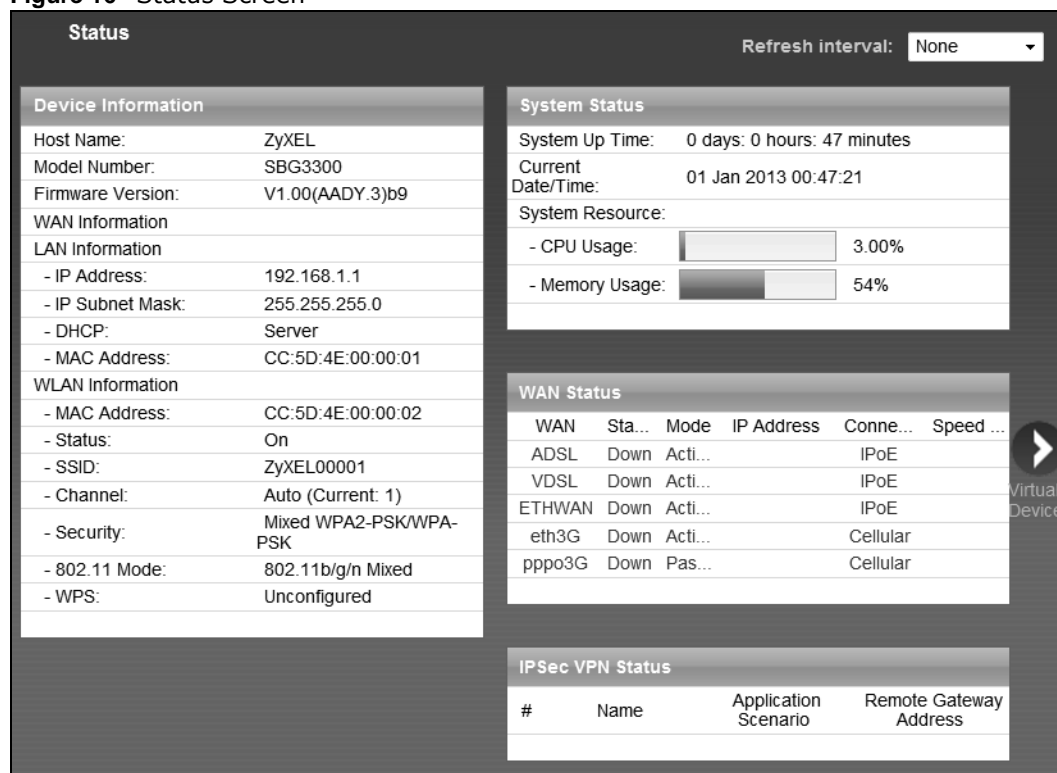 Status
Refresh interval: None
Device Information
Host Name: ZyXEL
Model Number: SBG3300
Firmware Version: V1.00(AADY.3)b9
WAN Information
LAN Information
- IP Address: 192.168.1.1
- IP Subnet Mask: 255.255.255.0
- DHCP: Server
- MAC Address: CC:5D:4E:00:00:01
WLAN Information
- MAC Address: CC:5D:4E:00:00:02
- Status: On
- SSID: ZyXEL00001
- Channel: Auto (Current: 1)
- Security: Mixed WPA2-PSK/WPA-
PSK
- 802.11 Mode: 802.11b/g/n Mixed
- WPS: Unconfigured
System Status
System Up Time: 0 days: 0 hours: 47 minutes
Current
Date/Time: 01 Jan 2013 00:47:21
System Resource:
- CPU Usage: 3.00%
- Memory Usage: 54%
WAN Status
WAN Sta... Mode IP Address Conne... Speed ...
ADSL Down Acti... IPoE
VDSL Down Acti... IPoE
ETHWAN Down Acti... IPoE
eth3G Down Acti... Cellular
pppo3G Down Pas... Cellular
Virtual
Device
IPSec VPN Status
# Name Application Scenario Remote Gateway Address